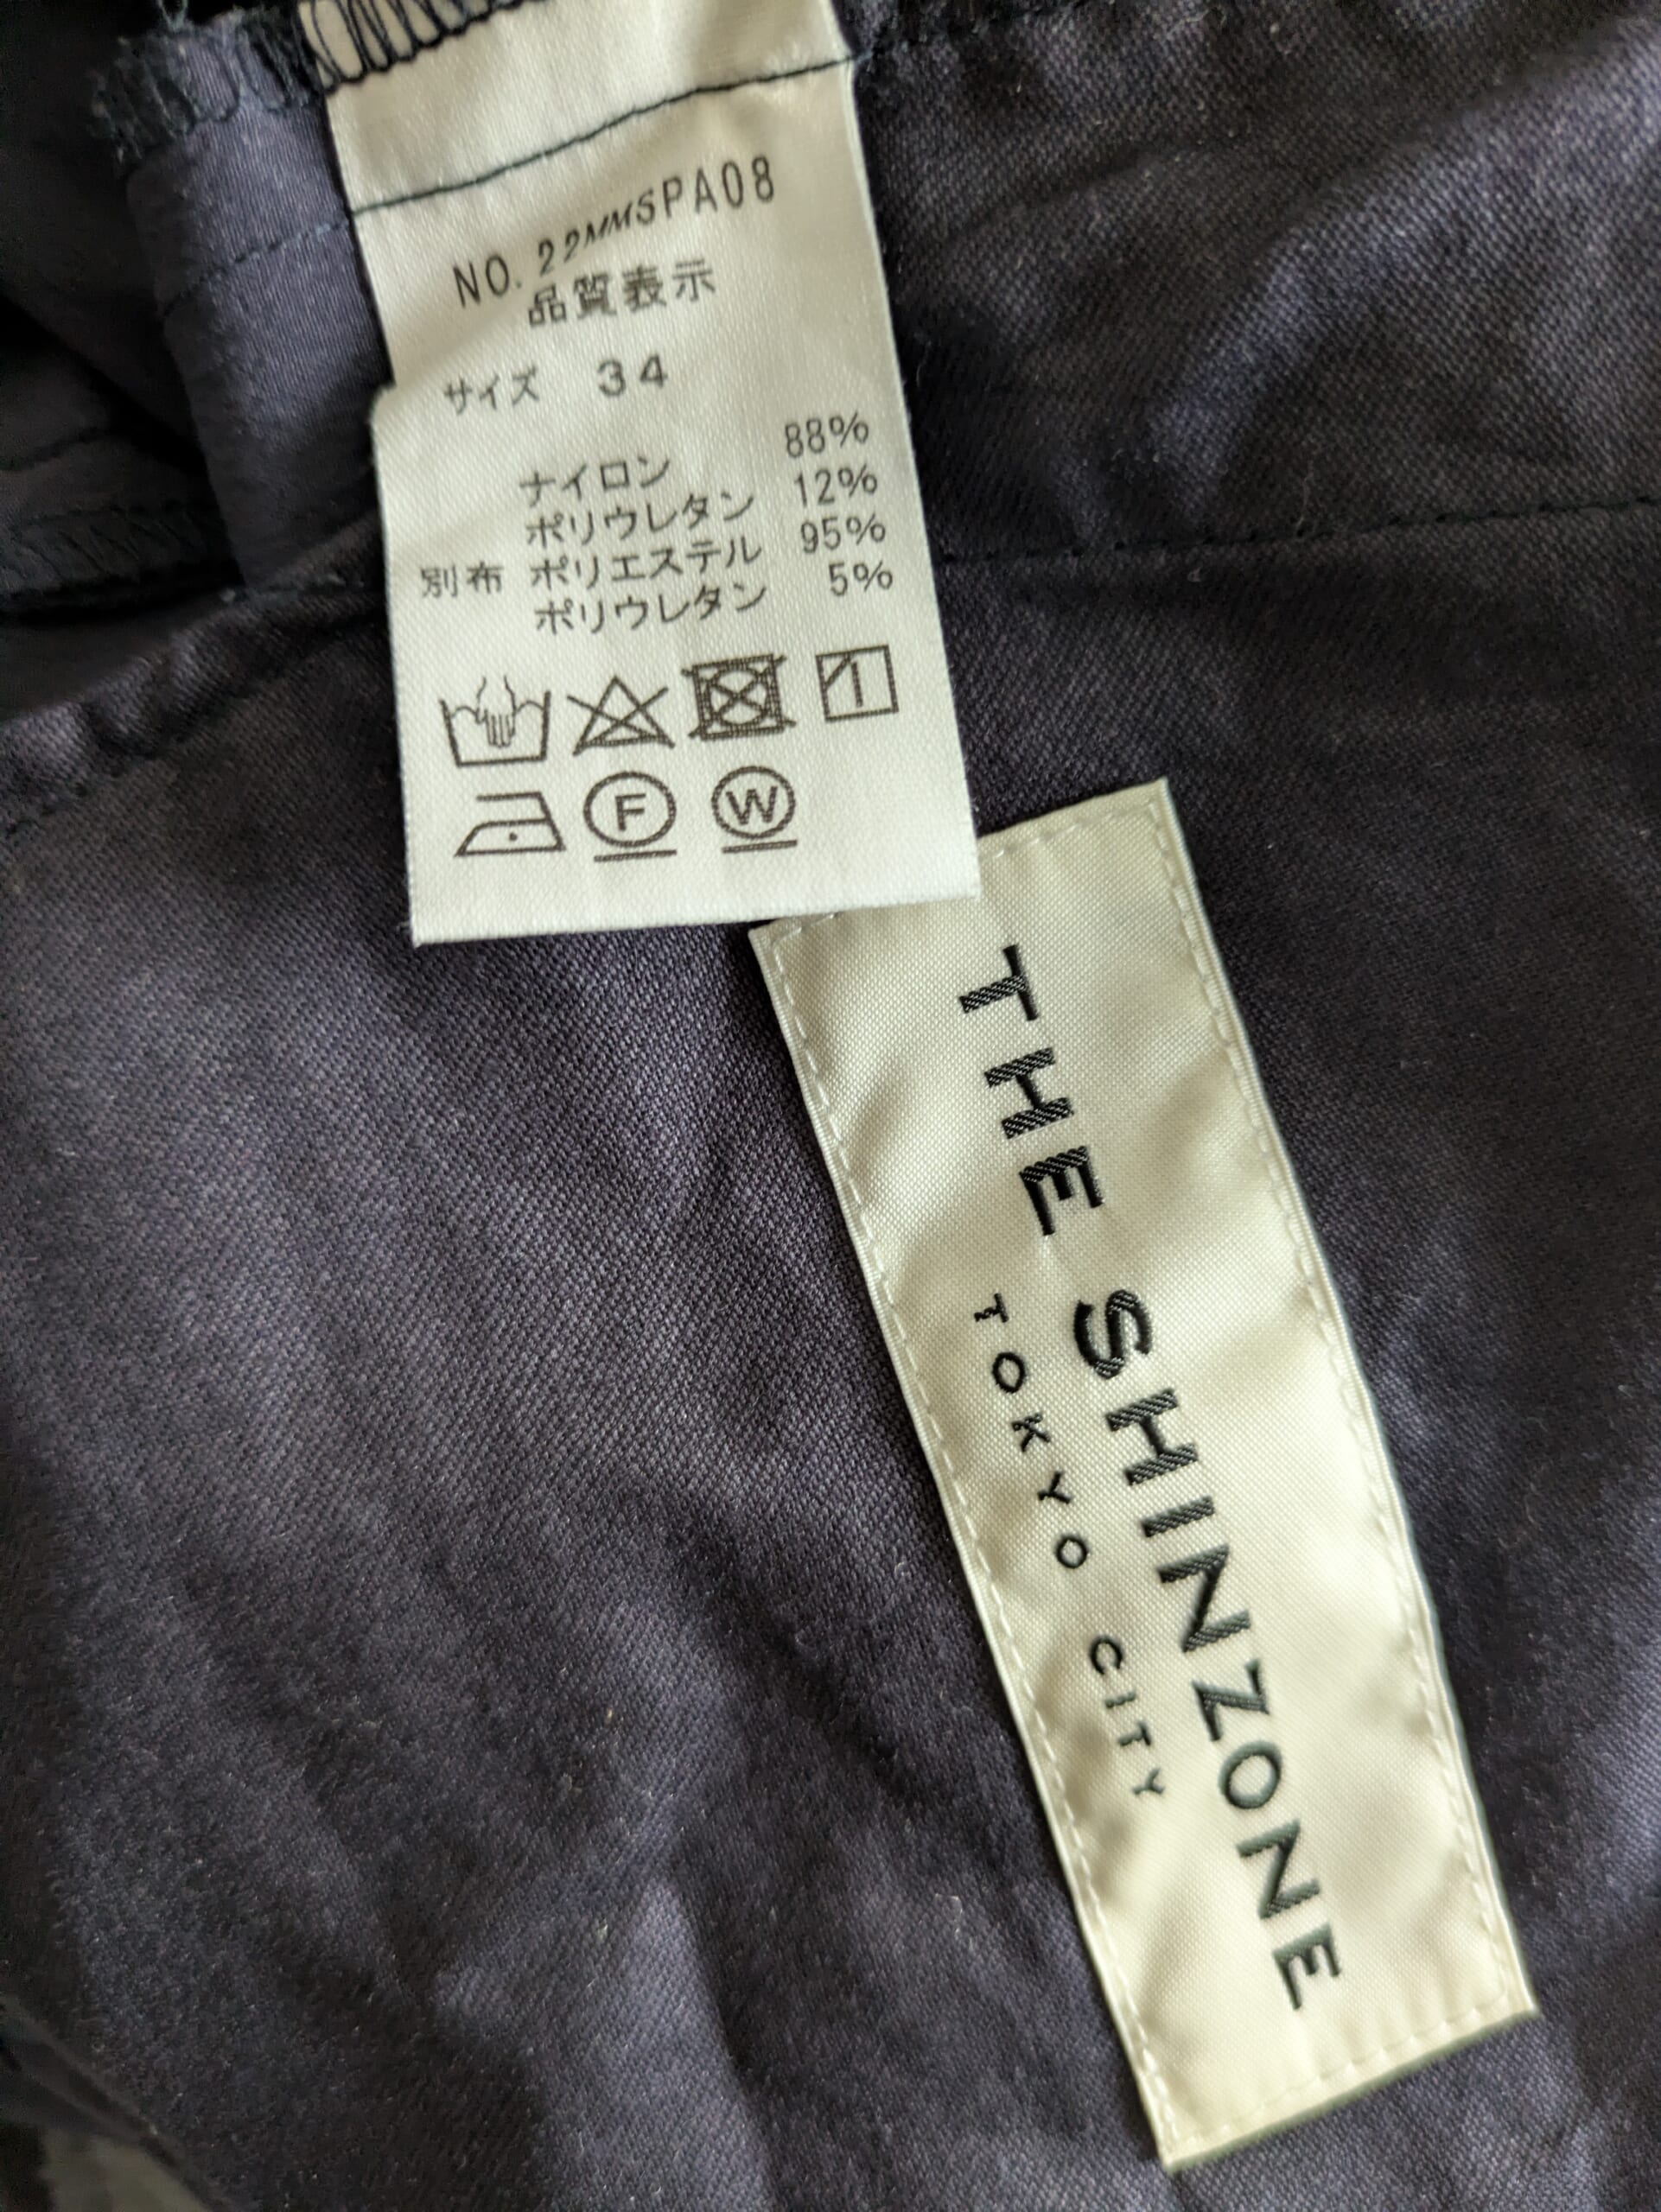 NO. 22MMSPA08
品質表示
サイズ 34
ナイロン 88%
ポリウレタン 12%
別布 ポリエステル 95%
ポリウレタン 5%
F W
THE SHINZONE
TOKYO CITY